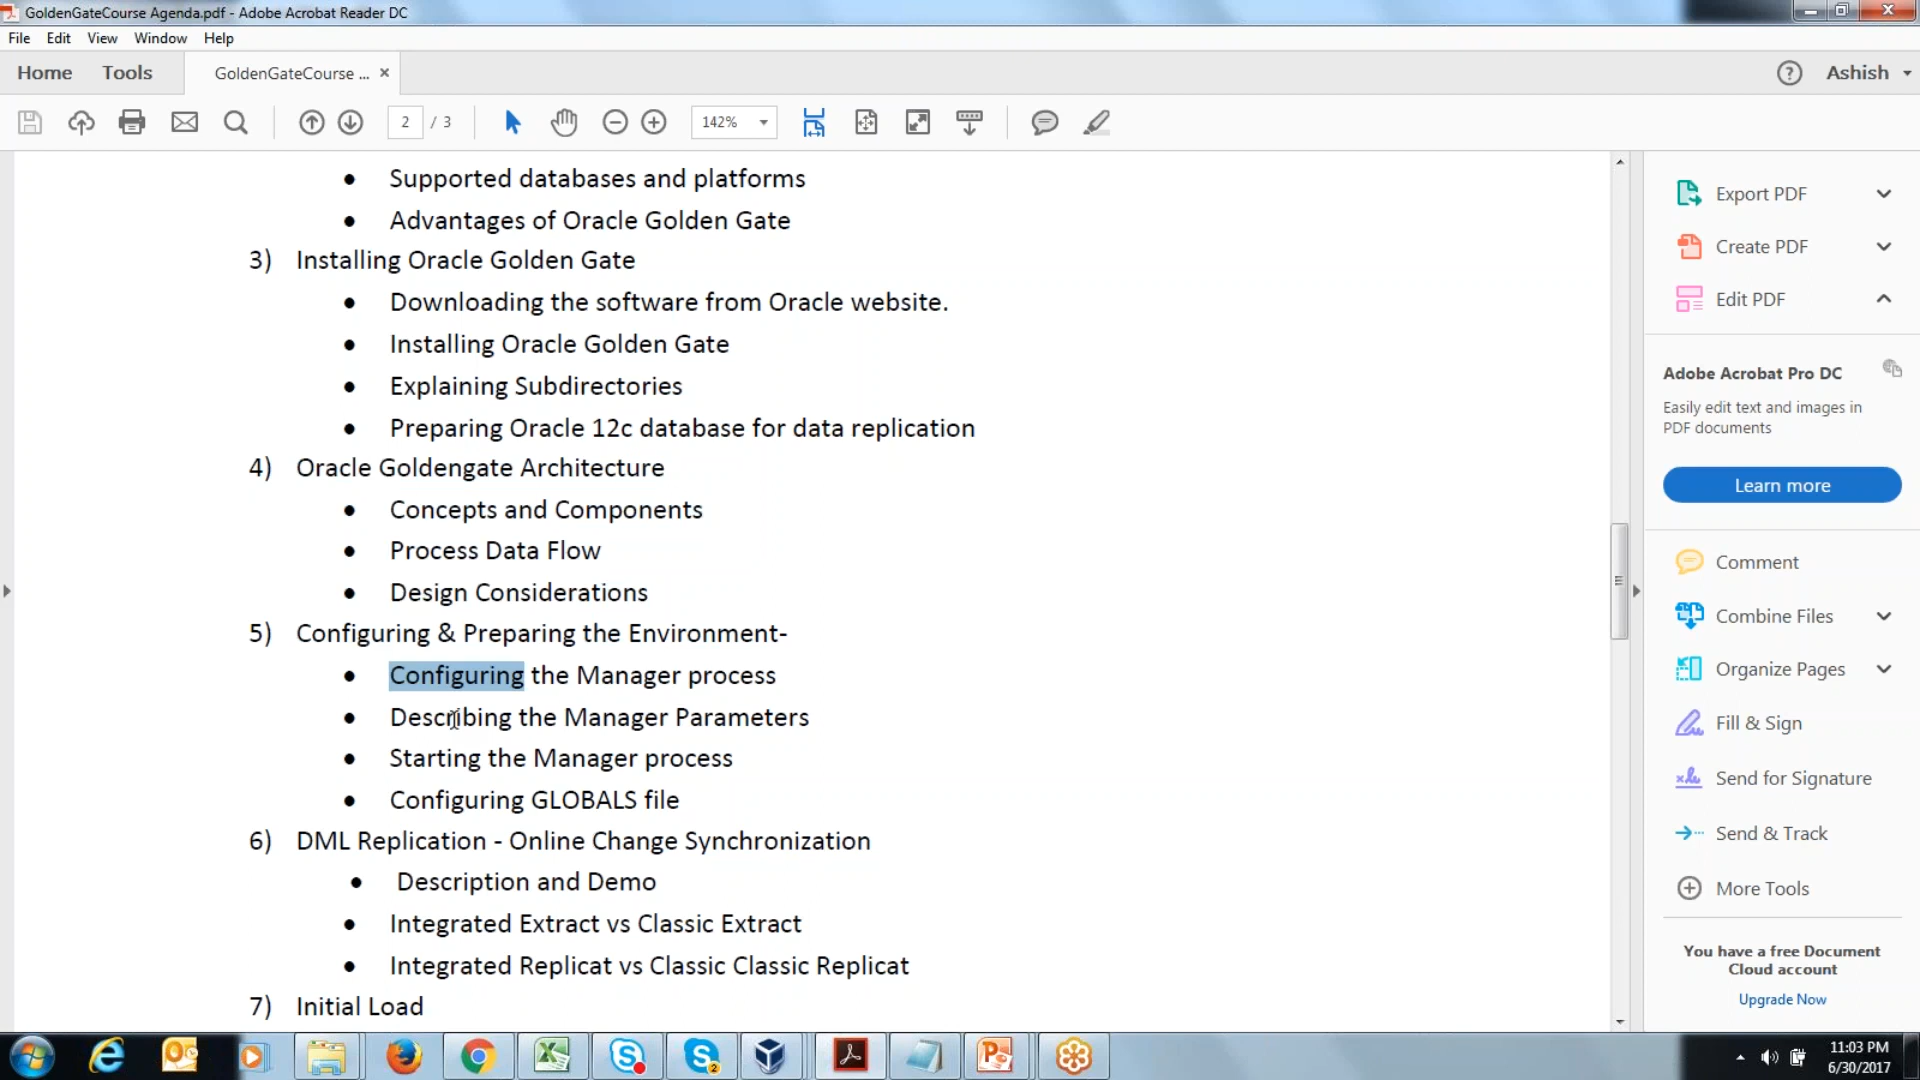 GoldenGateCourse Agenda.pdf - Adobe Acrobat Reader DC
File Edit View Window Help
Home Tools GoldenGateCourse ... × Ashish
2 / 3 142%
• Supported databases and platforms
• Advantages of Oracle Golden Gate
3) Installing Oracle Golden Gate
• Downloading the software from Oracle website.
• Installing Oracle Golden Gate
• Explaining Subdirectories
• Preparing Oracle 12c database for data replication
4) Oracle Goldengate Architecture
• Concepts and Components
• Process Data Flow
• Design Considerations
5) Configuring & Preparing the Environment-
• Configuring the Manager process
• Describing the Manager Parameters
• Starting the Manager process
• Configuring GLOBALS file
6) DML Replication - Online Change Synchronization
• Description and Demo
• Integrated Extract vs Classic Extract
• Integrated Replicat vs Classic Classic Replicat
7) Initial Load
Export PDF
Create PDF
Edit PDF
Adobe Acrobat Pro DC
Easily edit text and images in
PDF documents
Learn more
Comment
Combine Files
Organize Pages
Fill & Sign
Send for Signature
Send & Track
More Tools
You have a free Document
Cloud account
Upgrade Now
11:03 PM
6/30/2017